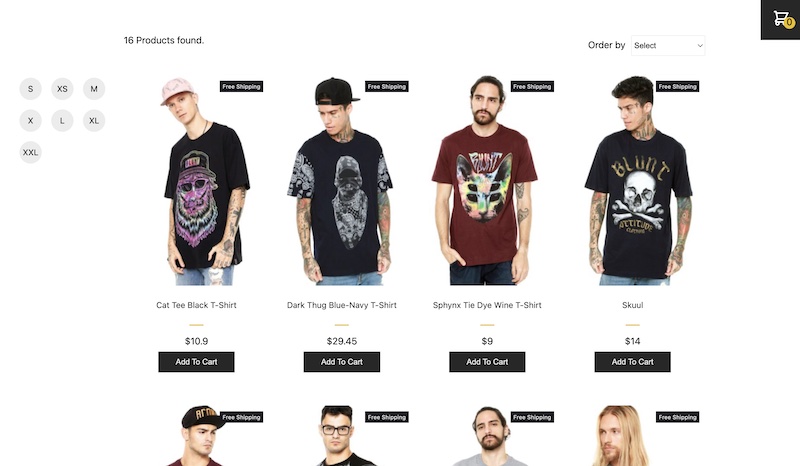 16 Products found.
Order by Select
0
S XS M
X L XL
XXL
Free Shipping Free Shipping Free Shipping Free Shipping
BLUNT
ATTITUDE
Cat Tee Black T-Shirt Dark Thug Blue-Navy T-Shirt Sphynx Tie Dye Wine T-Shirt Skuul
$10.9 $29.45 $9 $14
Add To Cart Add To Cart Add To Cart Add To Cart
Free Shipping Free Shipping Free Shipping Free Shipping